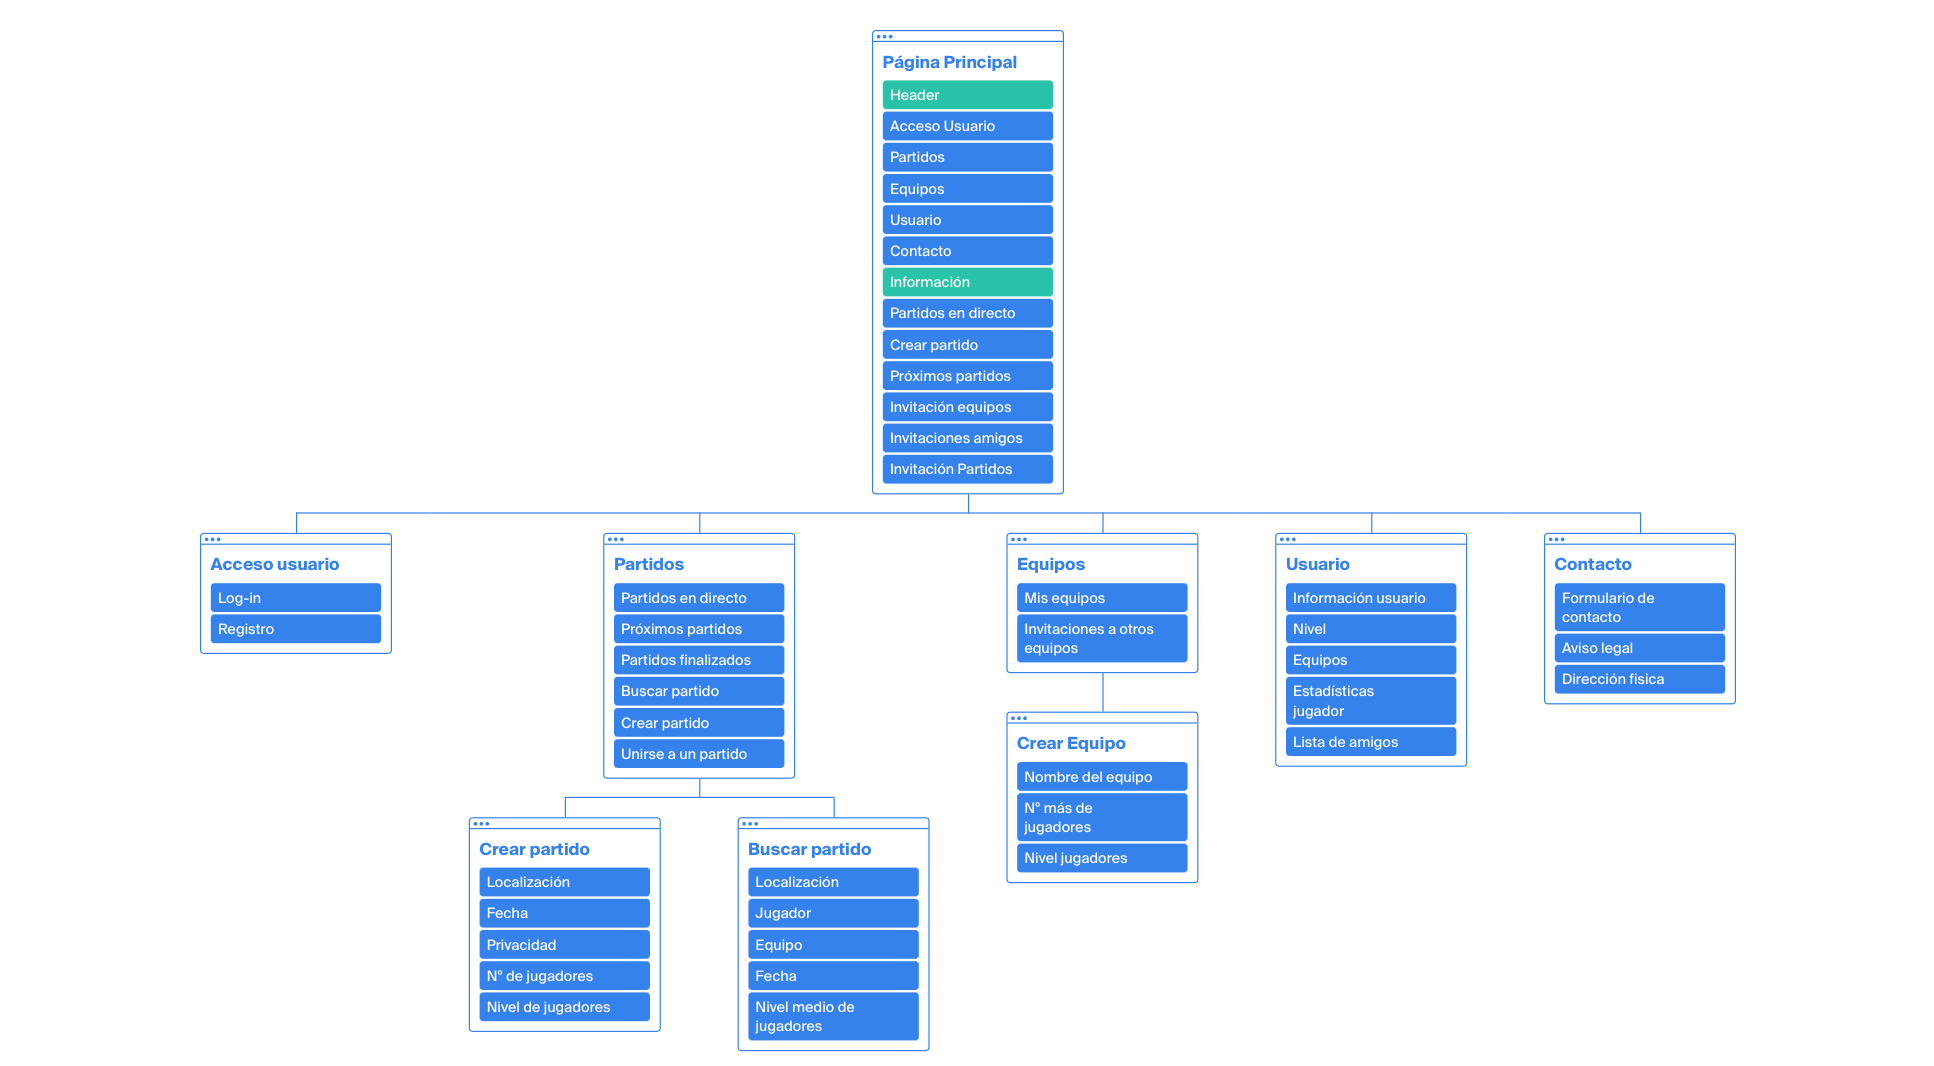 Página Principal
Header
Acceso Usuario
Partidos
Equipos
Usuario
Contacto
Información
Partidos en directo
Crear partido
Próximos partidos
Invitación equipos
Invitaciones amigos
Invitación Partidos
Acceso usuario
Log-in
Registro
Partidos
Partidos en directo
Próximos partidos
Partidos finalizados
Buscar partido
Crear partido
Unirse a un partido
Crear partido
Localización
Fecha
Privacidad
Nº de jugadores
Nivel de jugadores
Buscar partido
Localización
Jugador
Equipo
Fecha
Nivel medio de
jugadores
Equipos
Mis equipos
Invitaciones a otros
equipos
Crear Equipo
Nombre del equipo
Nº más de
jugadores
Nivel jugadores
Usuario
Información usuario
Nivel
Equipos
Estadísticas
jugador
Lista de amigos
Contacto
Formulario de
contacto
Aviso legal
Dirección fisica